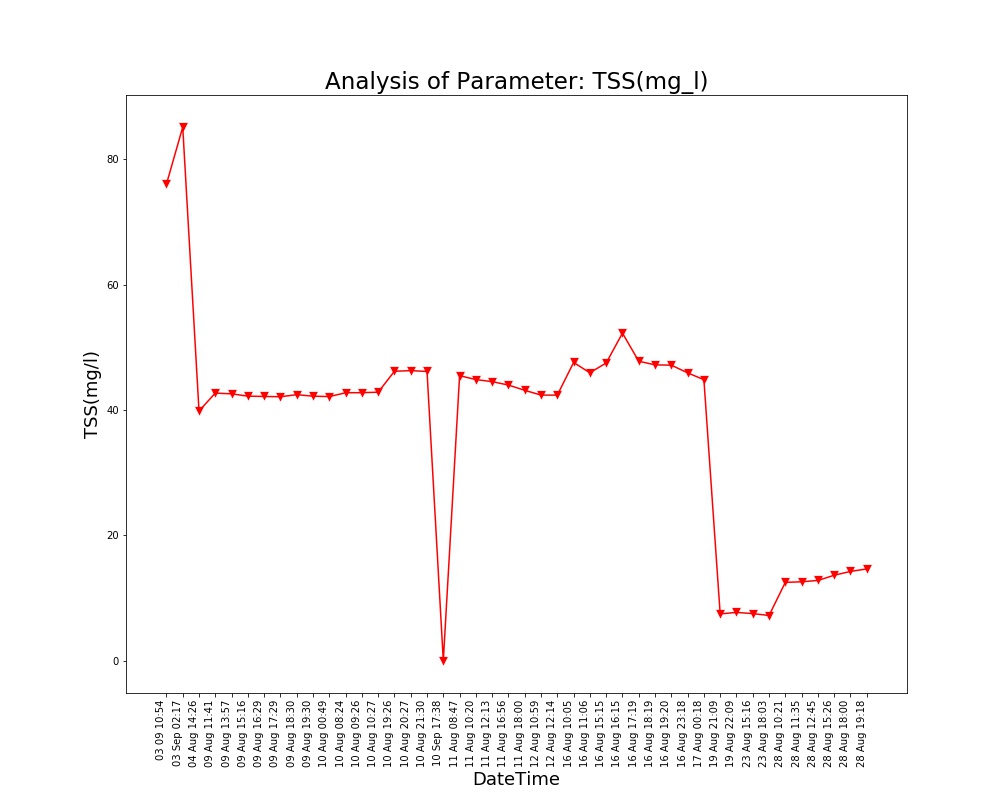 Analysis of Parameter: TSS(mg_l)
80
60
40
20
0
TSS(mg/l)
03 09 10:54
03 Sep 02:17
04 Aug 14:26
09 Aug 11:41
09 Aug 13:57
09 Aug 15:16
09 Aug 16:29
09 Aug 17:29
09 Aug 18:30
09 Aug 19:30
10 Aug 00:49
10 Aug 08:24
10 Aug 09:26
10 Aug 10:27
10 Aug 19:26
10 Aug 20:27
10 Aug 21:30
10 Sep 17:38
11 Aug 08:47
11 Aug 10:20
11 Aug 12:13
11 Aug 16:56
11 Aug 18:00
12 Aug 10:59
12 Aug 12:14
16 Aug 10:05
16 Aug 11:06
16 Aug 15:15
16 Aug 16:15
16 Aug 17:19
16 Aug 18:19
16 Aug 19:20
16 Aug 23:18
17 Aug 00:18
19 Aug 21:09
19 Aug 22:09
23 Aug 15:16
23 Aug 18:03
28 Aug 10:21
28 Aug 11:35
28 Aug 12:45
28 Aug 15:26
28 Aug 18:00
28 Aug 19:18
DateTime